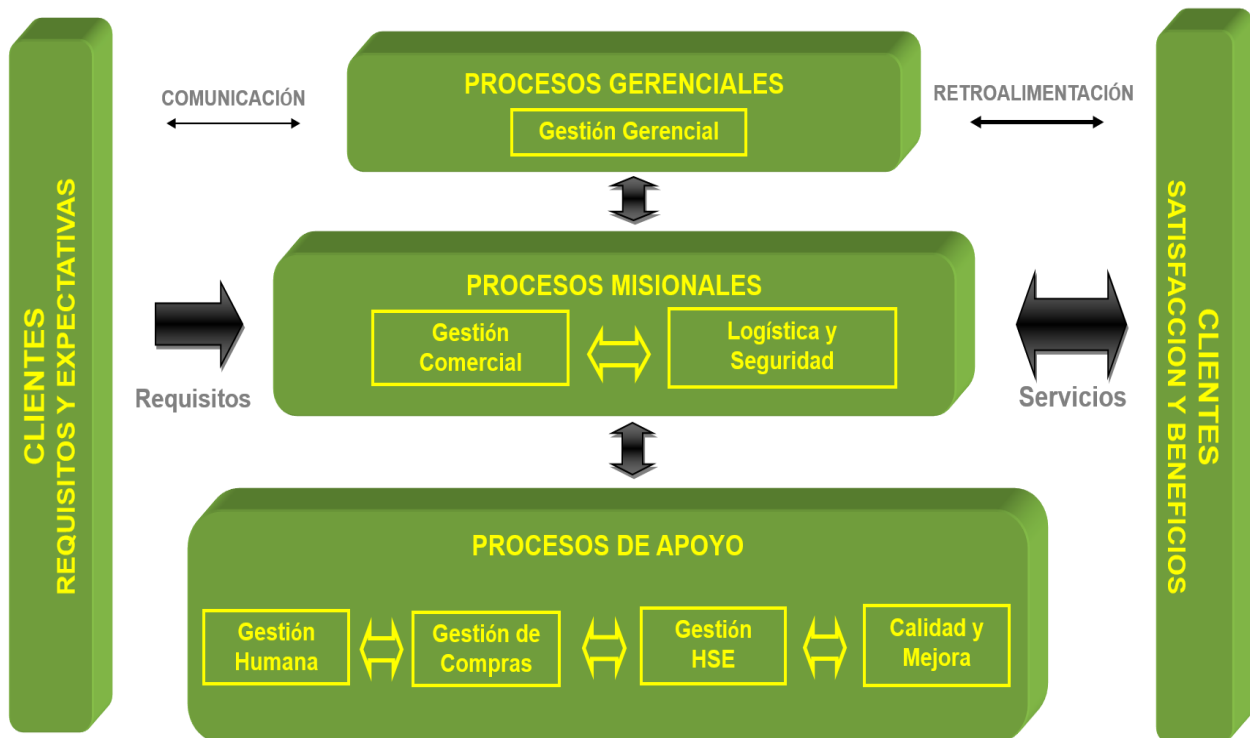 CLIENTES
REQUISITOS Y EXPECTATIVAS
COMUNICACIÓN
Requisitos
PROCESOS GERENCIALES
Gestión Gerencial
PROCESOS MISIONALES
Gestión
Comercial
Logística y
Seguridad
PROCESOS DE APOYO
Gestión
Humana
Gestión de
Compras
Gestión
HSE
Calidad y
Mejora
RETROALIMENTACIÓN
Servicios
CLIENTES
SATISFACCION Y BENEFICIOS